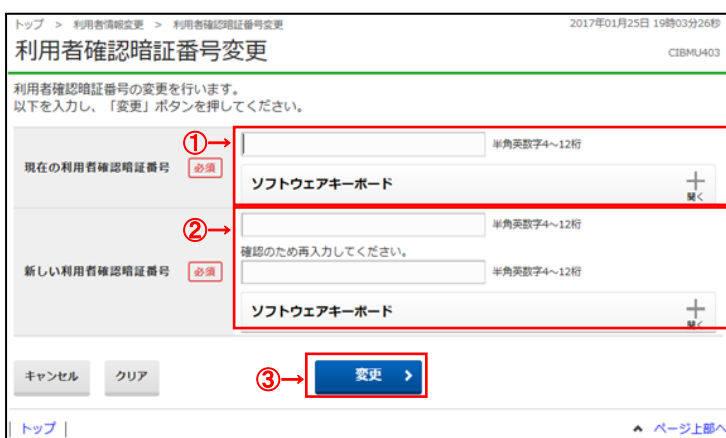 トップ > 利用者情報変更 > 利用者確認暗証番号変更
2017年01月25日 19時03分26秒
利用者確認暗証番号変更
CIBMU403
利用者確認暗証番号の変更を行います。
以下を入力し、「変更」ボタンを押してください。
①→
半角英数字4～12桁
現在の利用者確認暗証番号 必須
ソフトウェアキーボード
開く
②→
半角英数字4～12桁
確認のため再入力してください。
新しい利用者確認暗証番号 必須
半角英数字4～12桁
ソフトウェアキーボード
開く
キャンセル クリア ③→ 変更 >
| トップ | ページ上部へ